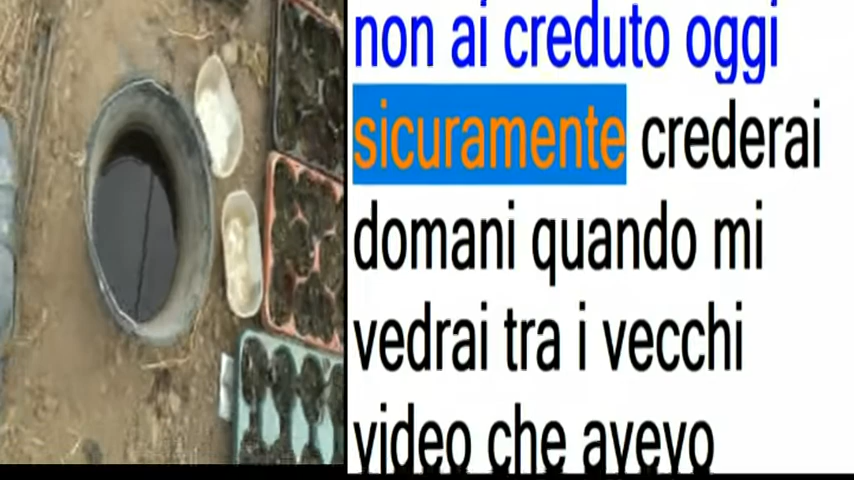 non ai creduto oggi
sicuramente crederai
domani quando mi
vedrai tra i vecchi
video che avevo